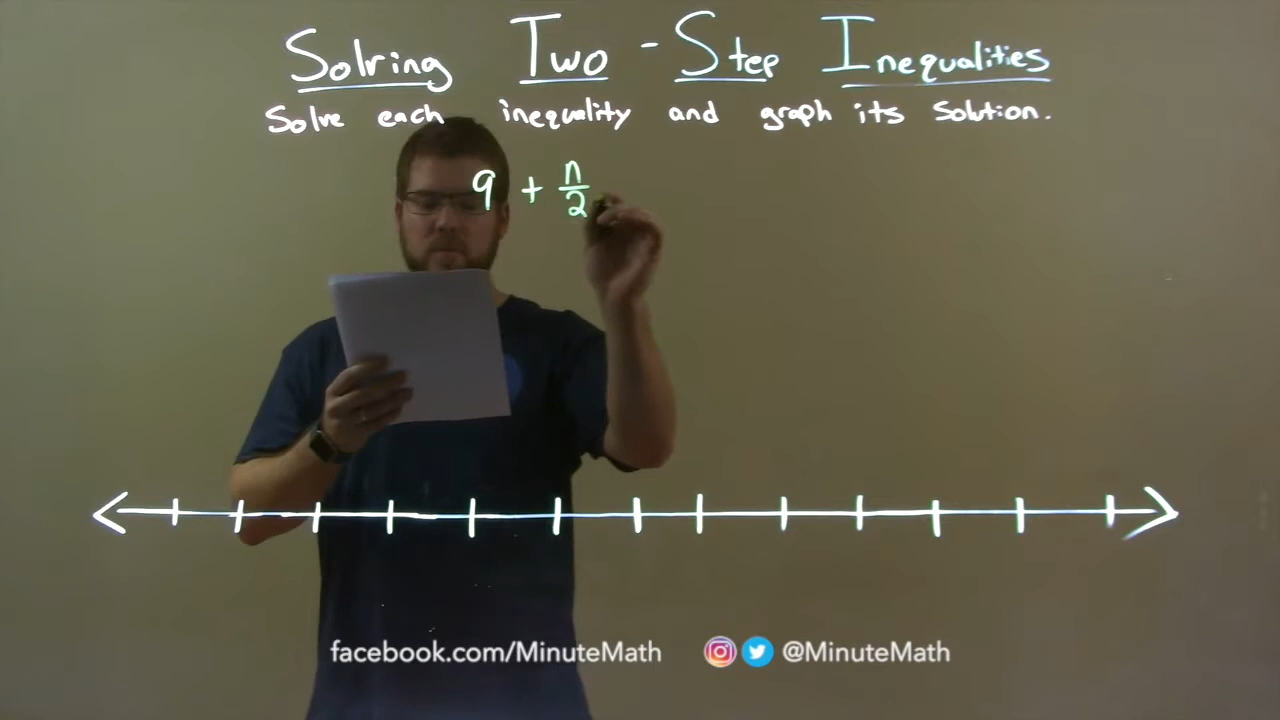 Solving Two-Step Inequalities
Solve each inequality and graph its solution.
9 + n/2
facebook.com/MinuteMath @MinuteMath